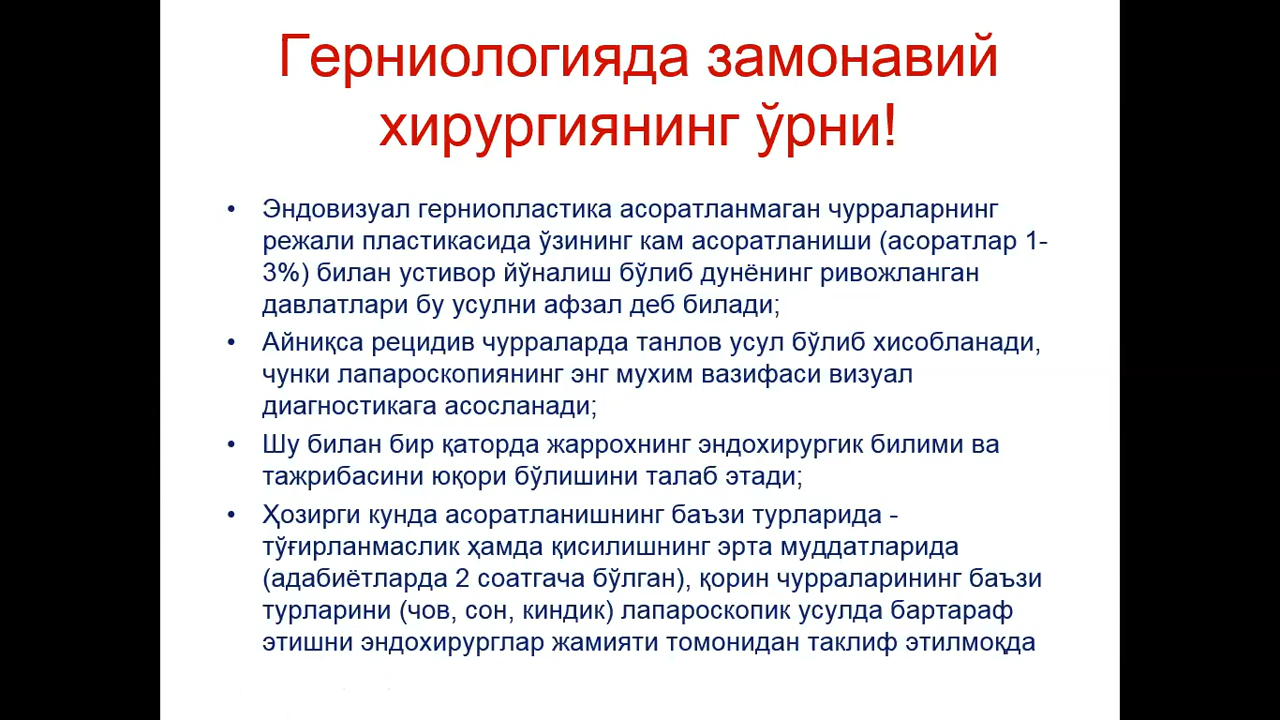 Герниологияда замонавий
хирургиянинг ўрни!
• Эндовизуал герниопластика асоратланмаган чурраларнинг
режали пластикасида ўзининг кам асоратланиши (асоратлар 1-
3%) билан устивор йўналиш бўлиб дунёнинг ривожланган
давлатлари бу усулни афзал деб билади;
• Айниқса рецидив чурраларда танлов усул бўлиб хисобланади,
чунки лапароскопиянинг энг мухим вазифаси визуал
диагностикага асосланади;
• Шу билан бир қаторда жаррохнинг эндохирургик билими ва
тажрибасини юқори бўлишини талаб этади;
• Ҳозирги кунда асоратланишнинг баъзи турларида -
тўғирланмаслик ҳамда қисилишнинг эрта муддатларида
(адабиётларда 2 соатгача бўлган), қорин чурраларининг баъзи
турларини (чов, сон, киндик) лапароскопик усулда бартараф
этишни эндохирурглар жамияти томонидан таклиф этилмоқда